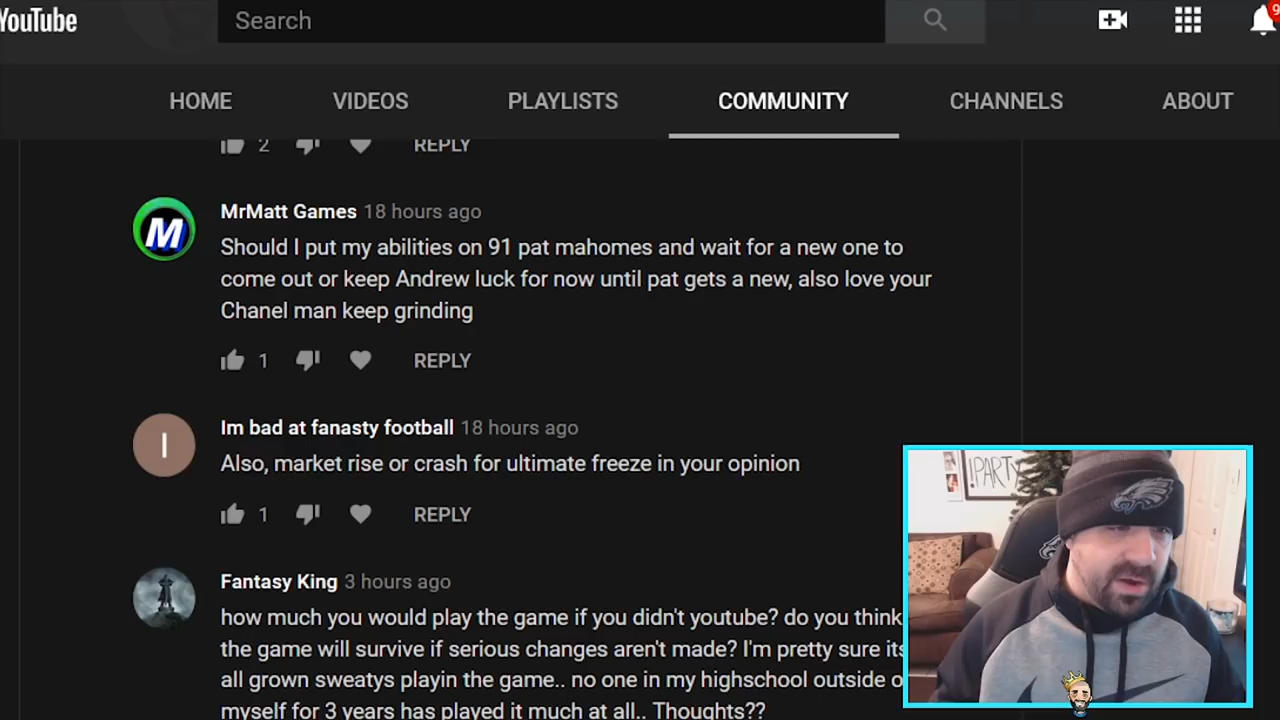 YouTube
Search
9
HOME VIDEOS PLAYLISTS COMMUNITY CHANNELS ABOUT
2 REPLY
MrMatt Games 18 hours ago
M
Should I put my abilities on 91 pat mahomes and wait for a new one to
come out or keep Andrew luck for now until pat gets a new, also love your
Chanel man keep grinding
1 REPLY
Im bad at fanasty football 18 hours ago
I
Also, market rise or crash for ultimate freeze in your opinion
1 REPLY
!PARTY
Fantasy King 3 hours ago
how much you would play the game if you didn't youtube? do you think
the game will survive if serious changes aren't made? I'm pretty sure its
all grown sweatys playin the game.. no one in my highschool outside o
myself for 3 years has played it much at all.. Thoughts??